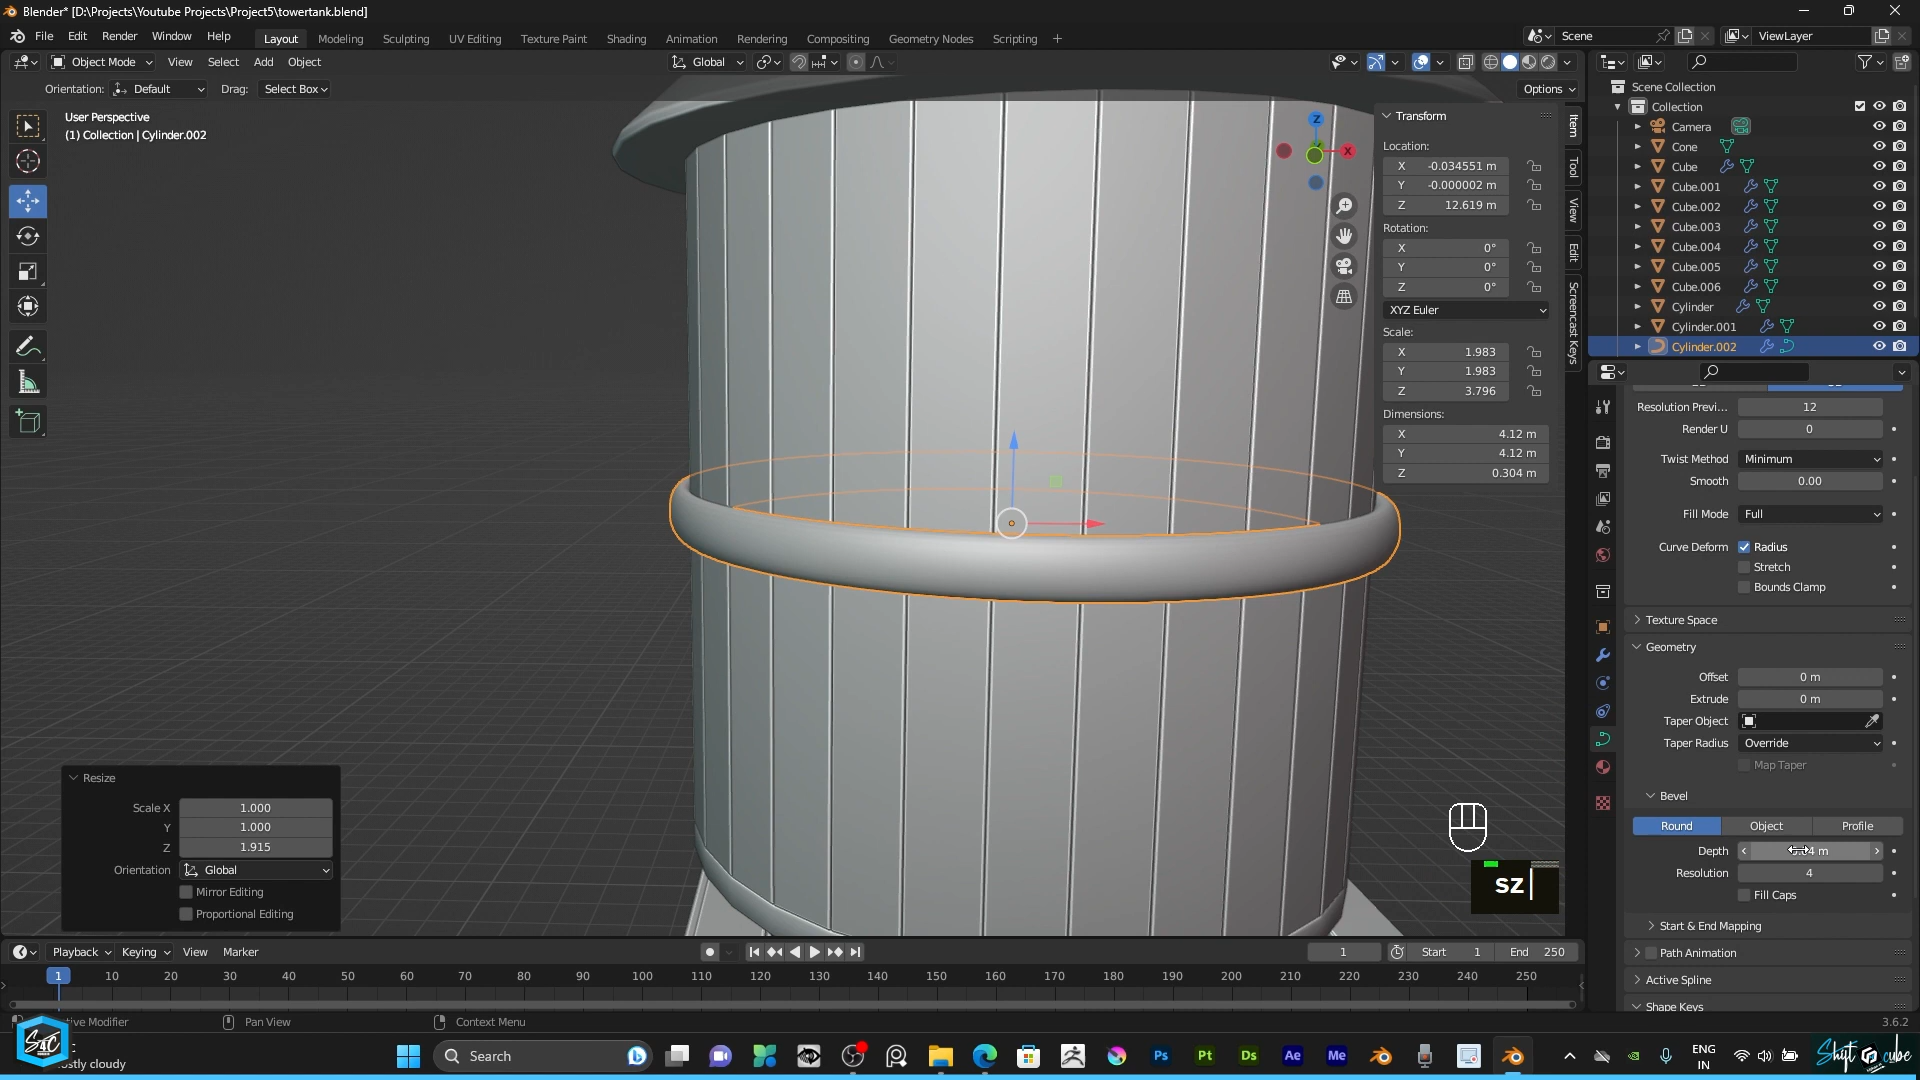 Blender* [D:\Projects\Youtube Projects\Project5\towertank.blend]
File Edit Render Window Help Layout Modeling Sculpting UV Editing Texture Paint Shading Animation Rendering Compositing Geometry Nodes Scripting + Scene ViewLayer
Object Mode View Select Add Object Global
Orientation: Default Drag: Select Box Options
User Perspective
(1) Collection | Cylinder.002
Z
X
Transform
Location:
X -0.034551 m
Y -0.000002 m
Z 12.619 m
Rotation:
X 0°
Y 0°
Z 0°
XYZ Euler
Scale:
X 1.983
Y 1.983
Z 3.796
Dimensions:
X 4.12 m
Y 4.12 m
Z 0.304 m
Item
Tool
View
Edit
Screencast Keys
Scene Collection
Collection
Camera
Cone
Cube
Cube.001
Cube.002
Cube.003
Cube.004
Cube.005
Cube.006
Cylinder
Cylinder.001
Cylinder.002
Resolution Previ... 12
Render U 0
Twist Method Minimum
Smooth 0.00
Fill Mode Full
Curve Deform Radius
Stretch
Bounds Clamp
Texture Space
Geometry
Offset 0 m
Extrude 0 m
Taper Object
Taper Radius Override
Map Taper
Bevel
Round Object Profile
Depth
Resolution 4
Fill Caps
Start & End Mapping
Path Animation
Active Spline
Shape Keys
Resize
Scale X 1.000
Y 1.000
Z 1.915
Orientation Global
Mirror Editing
Proportional Editing
sz
Playback Keying View Marker 1 Start 1 End 250
1 10 20 30 40 50 60 70 80 90 100 110 120 130 140 150 160 170 180 190 200 210 220 230 240 250
Modifier Pan View Context Menu 3.6.2
S4C
cloudy
Search
Ps Pt Ds Ae Me
ENG
IN
Shift cube